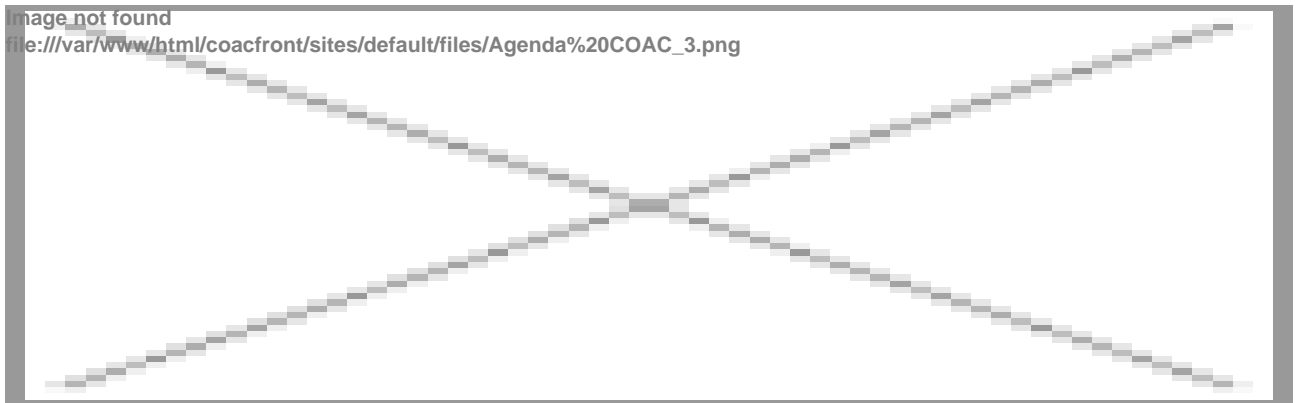 Image not found
file:///var/www/html/coacfront/sites/default/files/Agenda%20COAC_3.png